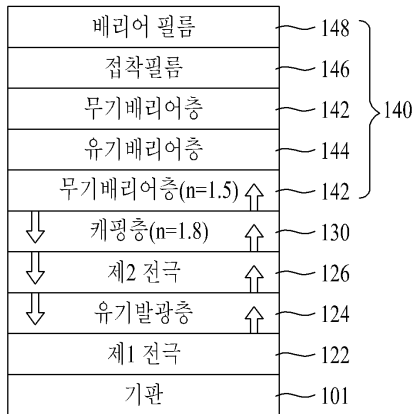 배리어 필름 148
접착필름 146
무기배리어층 142
140
유기배리어층 144
무기배리어층(n=1.5) 142
캐핑층(n=1.8) 130
제2 전극 126
유기발광층 124
제1 전극 122
기판 101